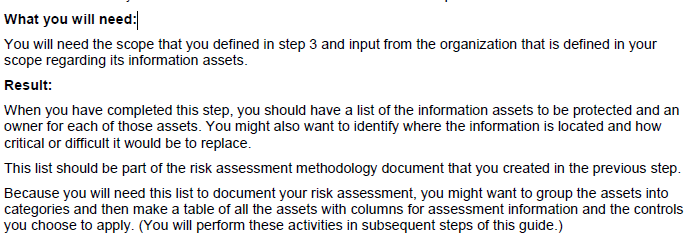 What you will need:
You will need the scope that you defined in step 3 and input from the organization that is defined in your
scope regarding its information assets.
Result:
When you have completed this step, you should have a list of the information assets to be protected and an
owner for each of those assets. You might also want to identify where the information is located and how
critical or difficult it would be to replace.
This list should be part of the risk assessment methodology document that you created in the previous step.
Because you will need this list to document your risk assessment, you might want to group the assets into
categories and then make a table of all the assets with columns for assessment information and the controls
you choose to apply. (You will perform these activities in subsequent steps of this guide.)